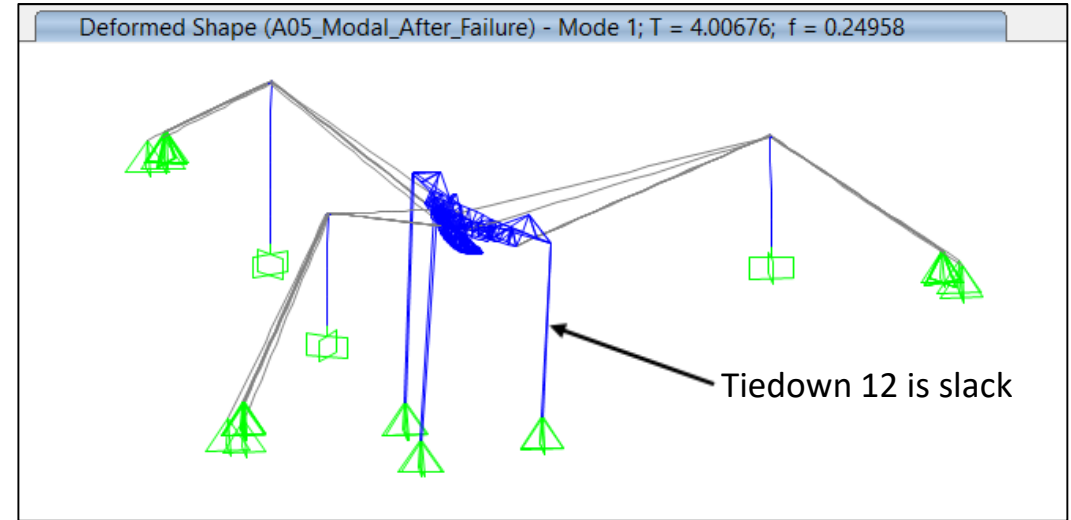 Deformed Shape (A05_Modal_After_Failure) - Mode 1; T = 4.00676; f = 0.24958
Tiedown 12 is slack